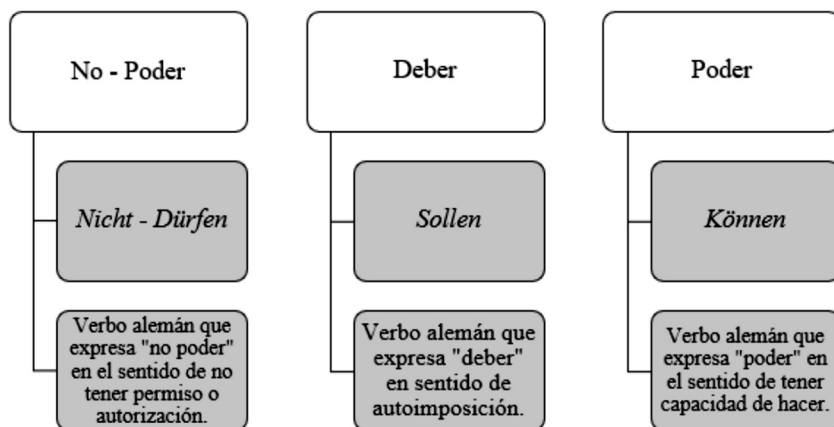 No - Poder
Nicht - Dürfen
Verbo alemán que
expresa "no poder"
en el sentido de no
tener permiso o
autorización.
Deber
Sollen
Verbo alemán que
expresa "deber"
en sentido de
autoimposición.
Poder
Können
Verbo alemán que
expresa "poder" en
el sentido de tener
capacidad de hacer.